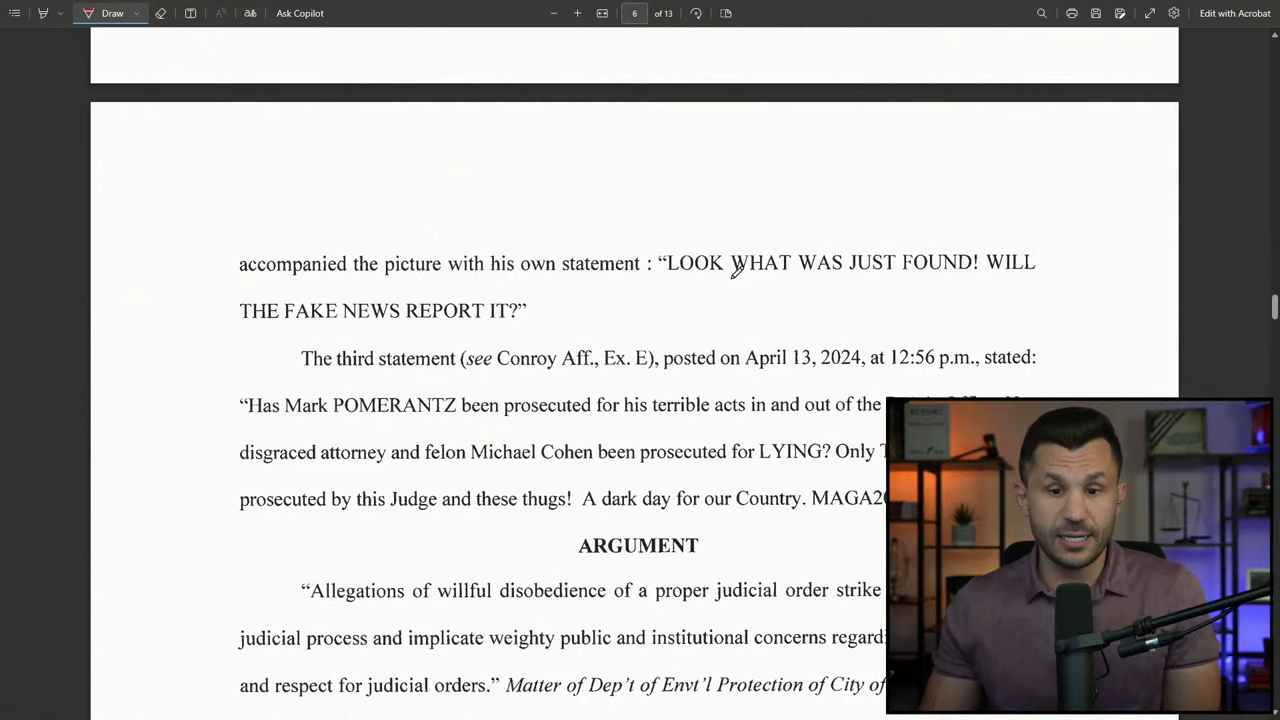 Draw
Ask Copilot
6 of 13
Edit with Acrobat
accompanied the picture with his own statement : “LOOK WHAT WAS JUST FOUND! WILL
THE FAKE NEWS REPORT IT?”
The third statement (see Conroy Aff., Ex. E), posted on April 13, 2024, at 12:56 p.m., stated:
“Has Mark POMERANTZ been prosecuted for his terrible acts in and out of the
disgraced attorney and felon Michael Cohen been prosecuted for LYING? Only
prosecuted by this Judge and these thugs! A dark day for our Country.
ARGUMENT
“Allegations of willful disobedience of a proper judicial order strike
judicial process and implicate weighty public and institutional concerns
and respect for judicial orders.” Matter of Dep’t of Envt’l Protection of City of
REPORT